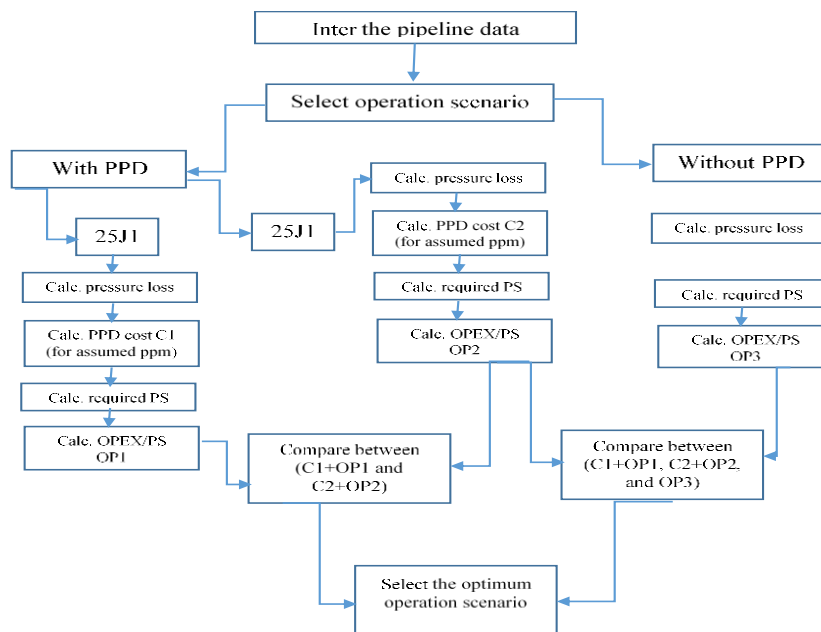 Inter the pipeline data
Select operation scenario
With PPD
25J1
Calc. pressure loss
Calc. PPD cost C1
(for assumed ppm)
Calc. required PS
Calc. OPEX/PS
OP1
25J1
Calc. pressure loss
Calc. PPD cost C2
(for assumed ppm)
Calc. required PS
Calc. OPEX/PS
OP2
Without PPD
Calc. pressure loss
Calc. required PS
Calc. OPEX/PS
OP3
Compare between
(C1+OP1 and
C2+OP2)
Compare between
(C1+OP1, C2+OP2,
and OP3)
Select the optimum
operation scenario